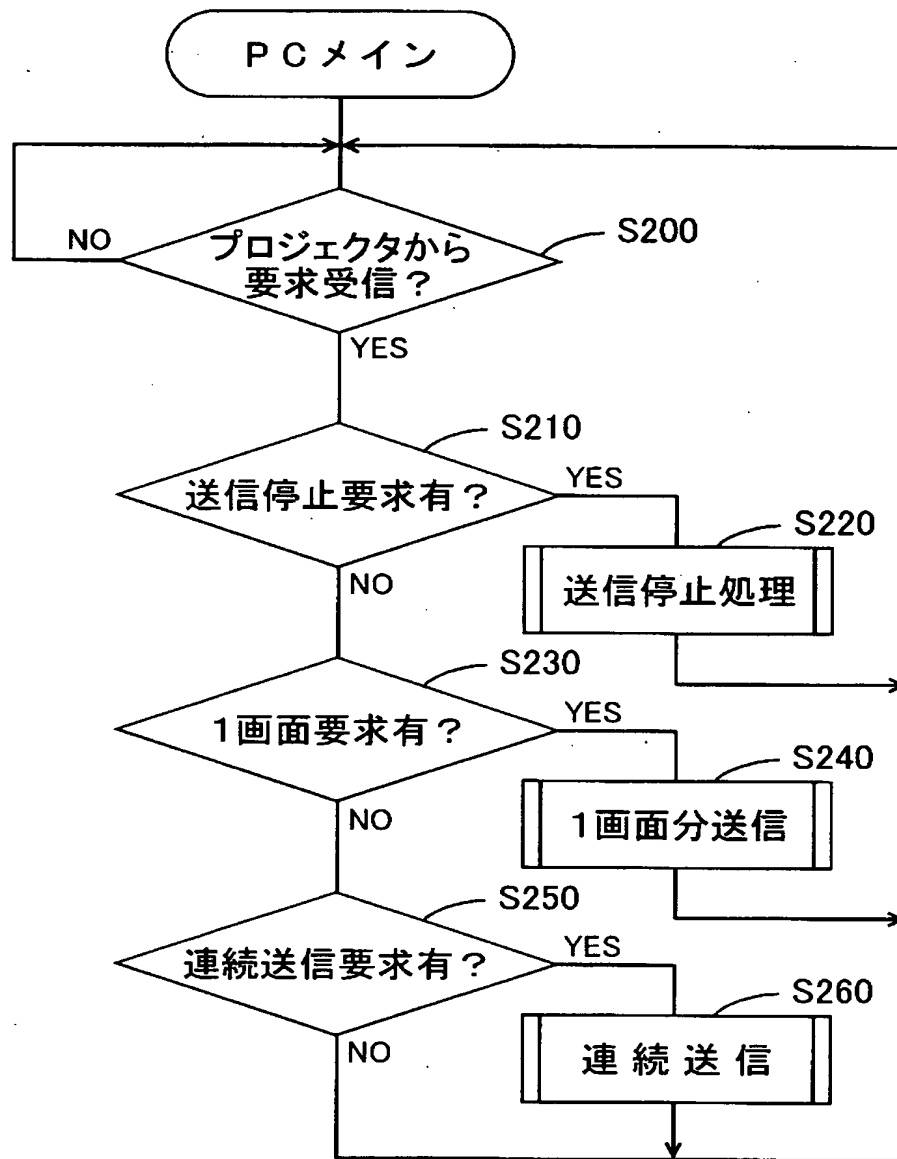 PCメイン
プロジェクタから
要求受信？
S200
NO
YES
送信停止要求有？
S210
YES
S220
送信停止処理
NO
1画面要求有？
S230
YES
S240
1画面分送信
NO
連続送信要求有？
S250
YES
S260
連続送信
NO